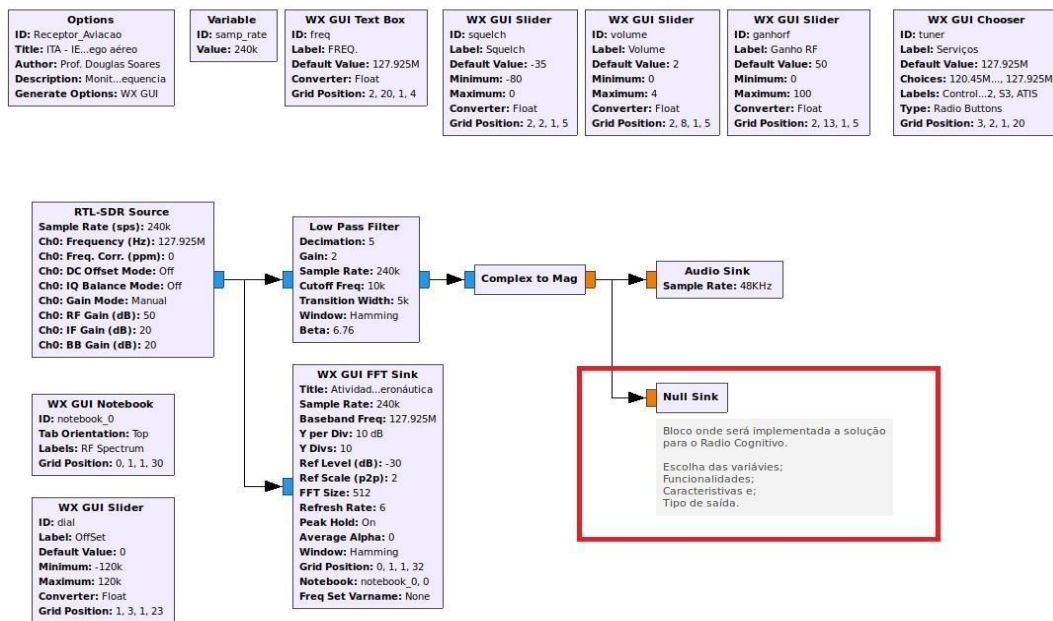 Options
ID: Receptor_Aviacao
Title: ITA - IE...ego aéreo
Author: Prof. Douglas Soares
Description: Monit...equencia
Generate Options: WX GUI
Variable
ID: samp_rate
Value: 240k
WX GUI Text Box
ID: freq
Label: FREQ.
Default Value: 127.925M
Converter: Float
Grid Position: 2, 20, 1, 4
WX GUI Slider
ID: squelch
Label: Squelch
Default Value: -35
Minimum: -80
Maximum: 0
Converter: Float
Grid Position: 2, 2, 1, 5
WX GUI Slider
ID: volume
Label: Volume
Default Value: 2
Minimum: 0
Maximum: 4
Converter: Float
Grid Position: 2, 8, 1, 5
WX GUI Slider
ID: ganhorf
Label: Ganho RF
Default Value: 50
Minimum: 0
Maximum: 100
Converter: Float
Grid Position: 2, 13, 1, 5
WX GUI Chooser
ID: tuner
Label: Serviços
Default Value: 127.925M
Choices: 120.45M..., 127.925M
Labels: Control...2, S3, ATIS
Type: Radio Buttons
Grid Position: 3, 2, 1, 20
RTL-SDR Source
Sample Rate (sps): 240k
Ch0: Frequency (Hz): 127.925M
Ch0: Freq. Corr. (ppm): 0
Ch0: DC Offset Mode: Off
Ch0: IQ Balance Mode: Off
Ch0: Gain Mode: Manual
Ch0: RF Gain (dB): 50
Ch0: IF Gain (dB): 20
Ch0: BB Gain (dB): 20
Low Pass Filter
Decimation: 5
Gain: 2
Sample Rate: 240k
Cutoff Freq: 10k
Transition Width: 5k
Window: Hamming
Beta: 6.76
Complex to Mag
Audio Sink
Sample Rate: 48KHz
WX GUI Notebook
ID: notebook_0
Tab Orientation: Top
Labels: RF Spectrum
Grid Position: 0, 1, 1, 30
WX GUI FFT Sink
Title: Atividad...eronáutica
Sample Rate: 240k
Baseband Freq: 127.925M
Y per Div: 10 dB
Y Divs: 10
Ref Level (dB): -30
Ref Scale (p2p): 2
FFT Size: 512
Refresh Rate: 6
Peak Hold: On
Average Alpha: 0
Window: Hamming
Grid Position: 0, 1, 1, 32
Notebook: notebook_0, 0
Freq Set Varname: None
Null Sink
Bloco onde será implementada a solução
para o Radio Cognitivo.
Escolha das variávies;
Funcionalidades;
Caracteristivas e;
Tipo de saída.
WX GUI Slider
ID: dial
Label: OffSet
Default Value: 0
Minimum: -120k
Maximum: 120k
Converter: Float
Grid Position: 1, 3, 1, 23